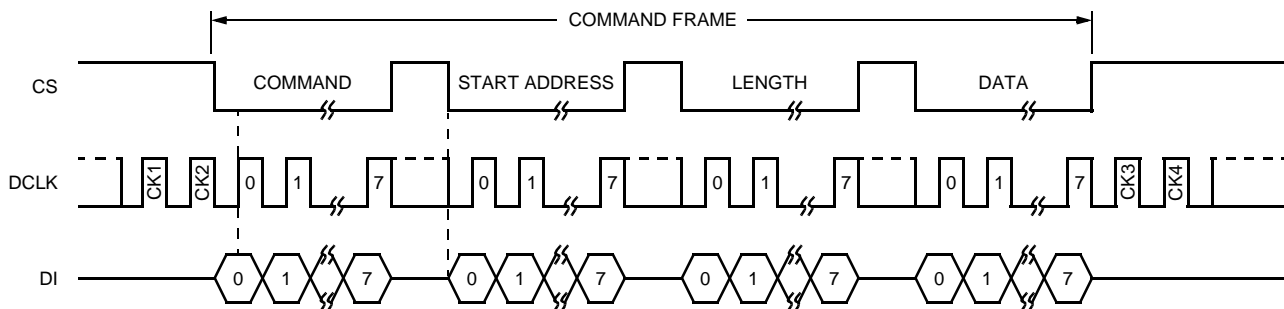 COMMAND FRAME
CS COMMAND START ADDRESS LENGTH DATA
DCLK CK1 CK2 0 1 7 0 1 7 0 1 7 0 1 7 CK3 CK4
DI 0 1 7 0 1 7 0 1 7 0 1 7